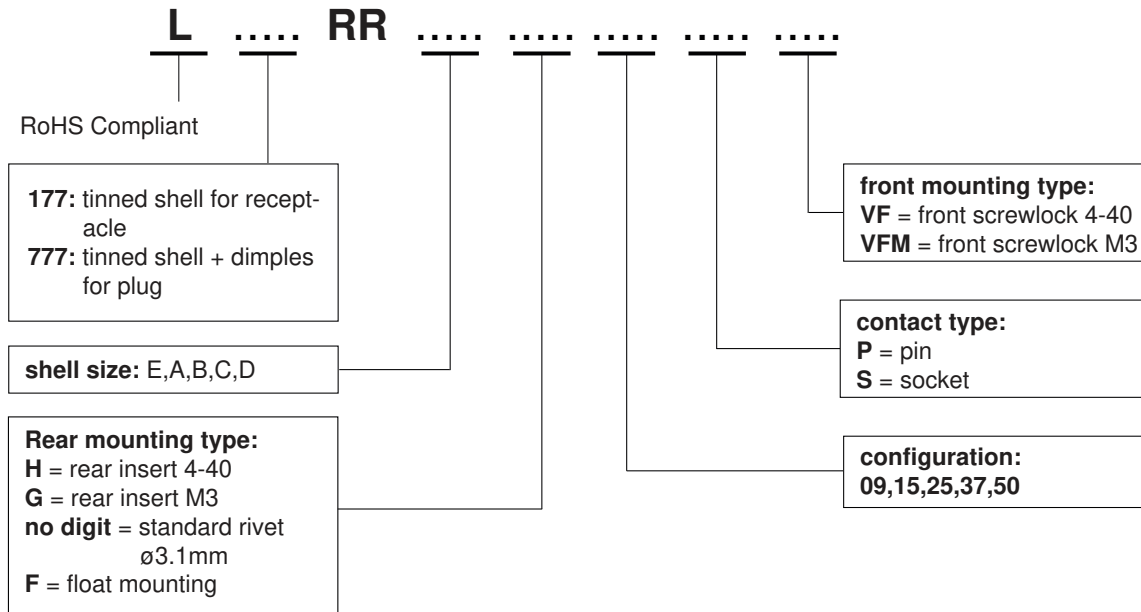 L ..... RR ..... ..... ..... ..... .....
RoHS Compliant
177: tinned shell for recept-
acle
777: tinned shell + dimples
for plug
shell size: E,A,B,C,D
Rear mounting type:
H = rear insert 4-40
G = rear insert M3
no digit = standard rivet
ø3.1mm
F = float mounting
front mounting type:
VF = front screwlock 4-40
VFM = front screwlock M3
contact type:
P = pin
S = socket
configuration:
09,15,25,37,50